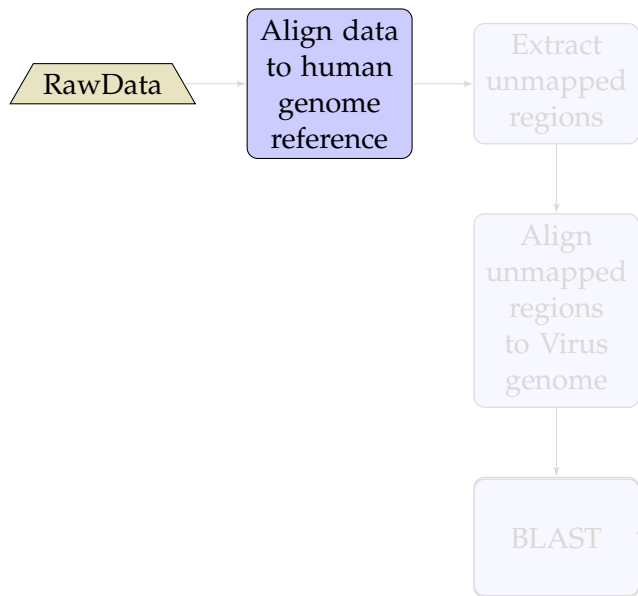 RawData
Align data
to human
genome
reference
Extract
unmapped
regions
Align
unmapped
regions
to Virus
genome
BLAST